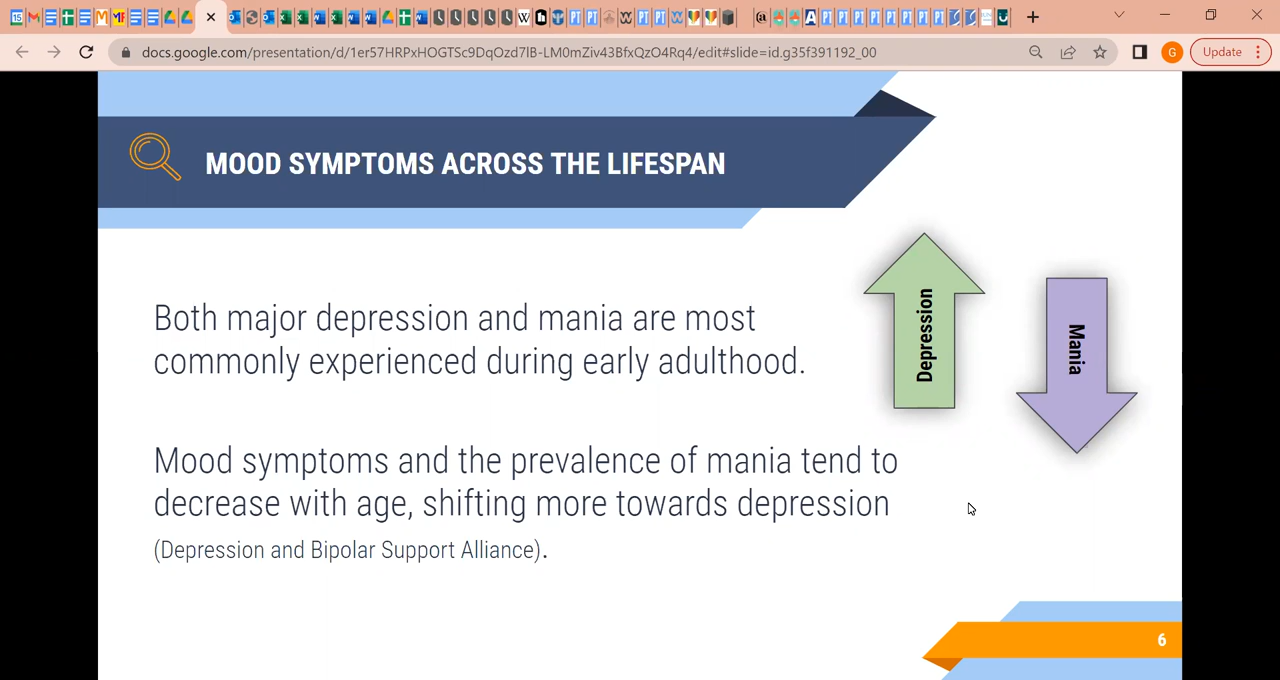 docs.google.com/presentation/d/1er57HRPxHOGTSc9DqOzd7lB-LM0mZiv43BfxQzO4Rq4/edit#slide=id.g35f391192_00
G
Update
MOOD SYMPTOMS ACROSS THE LIFESPAN
Both major depression and mania are most
commonly experienced during early adulthood.
Depression
Mania
Mood symptoms and the prevalence of mania tend to
decrease with age, shifting more towards depression
(Depression and Bipolar Support Alliance).
6